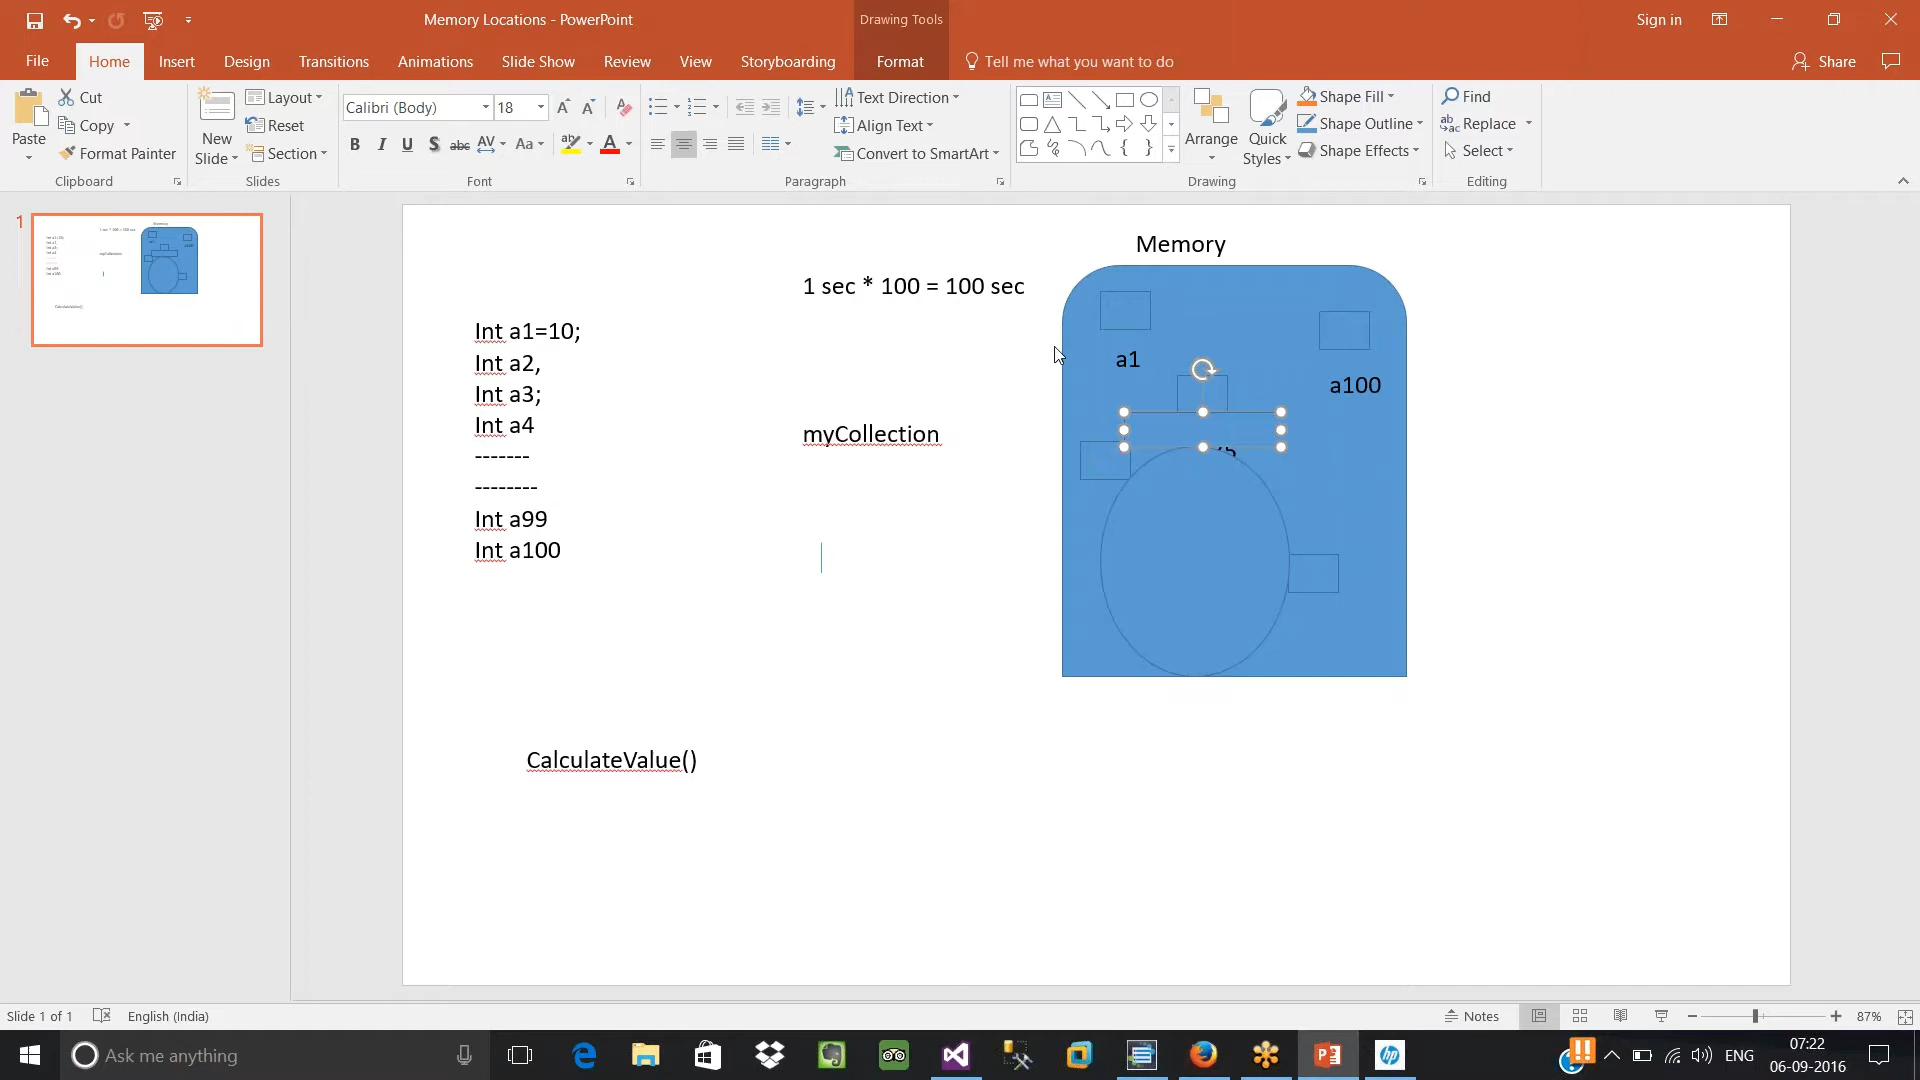 Memory Locations - PowerPoint
Drawing Tools
Sign in
File
Home
Insert
Design
Transitions
Animations
Slide Show
Review
View
Storyboarding
Format
Tell me what you want to do
Share
Paste
Cut
Copy
Format Painter
Clipboard
New
Slide
Layout
Reset
Section
Slides
Calibri (Body)
18
B
I
U
S
abc
AV
Aa
A
Font
Text Direction
Align Text
Convert to SmartArt
Paragraph
Arrange
Quick
Styles
Shape Fill
Shape Outline
Shape Effects
Drawing
Find
Replace
Select
Editing
1
Memory
1 sec * 100 = 100 sec
Int a1=10;
Int a2,
Int a3;
Int a4
-------
--------
Int a99
Int a100
myCollection
a1
a100
CalculateValue()
Slide 1 of 1
English (India)
Notes
87%
Ask me anything
ENG
07:22
06-09-2016